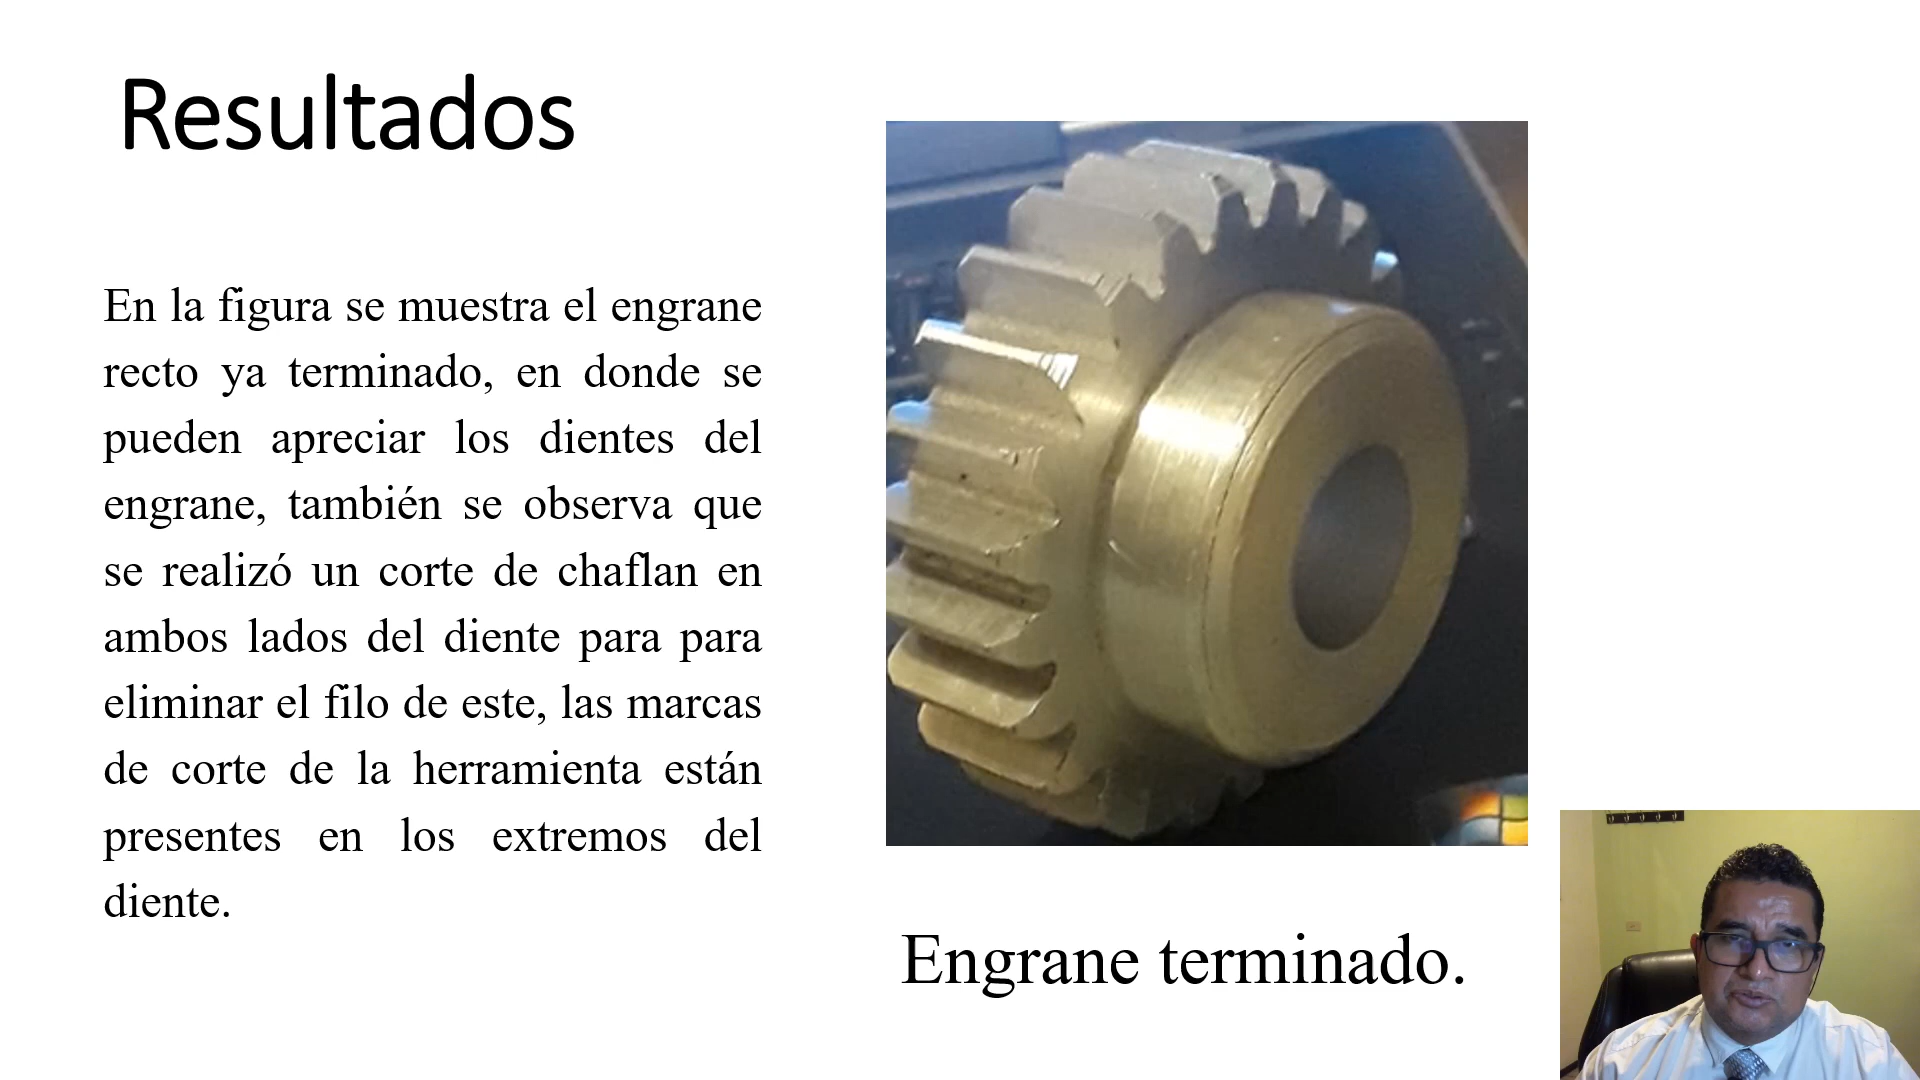 Resultados
En la figura se muestra el engrane
recto ya terminado, en donde se
pueden apreciar los dientes del
engrane, también se observa que
se realizó un corte de chaflan en
ambos lados del diente para para
eliminar el filo de este, las marcas
de corte de la herramienta están
presentes en los extremos del
diente.
Engrane terminado.